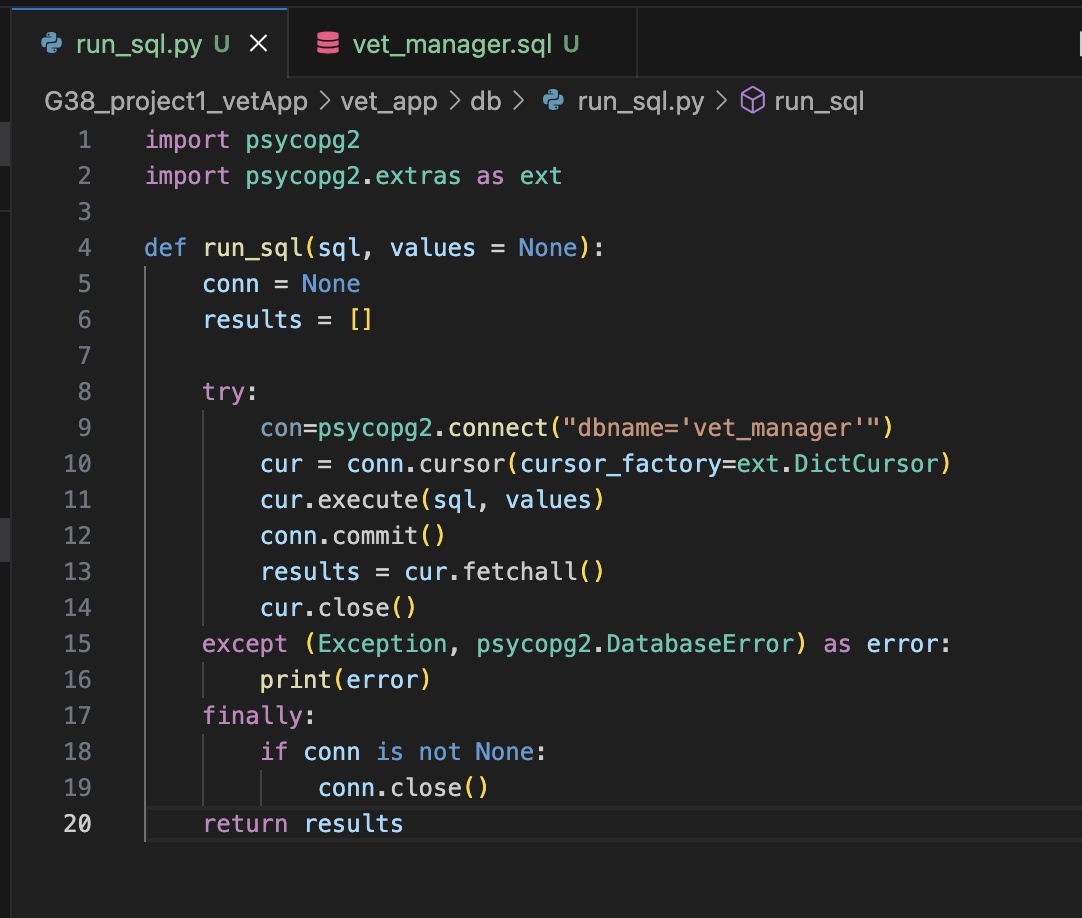 run_sql.py U
vet_manager.sql U
G38_project1_vetApp > vet_app > db > run_sql.py > run_sql
1 import psycopg2
2 import psycopg2.extras as ext
3
4 def run_sql(sql, values = None):
5     conn = None
6     results = []
7
8     try:
9         con=psycopg2.connect("dbname='vet_manager'")
10         cur = conn.cursor(cursor_factory=ext.DictCursor)
11         cur.execute(sql, values)
12         conn.commit()
13         results = cur.fetchall()
14         cur.close()
15     except (Exception, psycopg2.DatabaseError) as error:
16         print(error)
17     finally:
18         if conn is not None:
19             conn.close()
20     return results